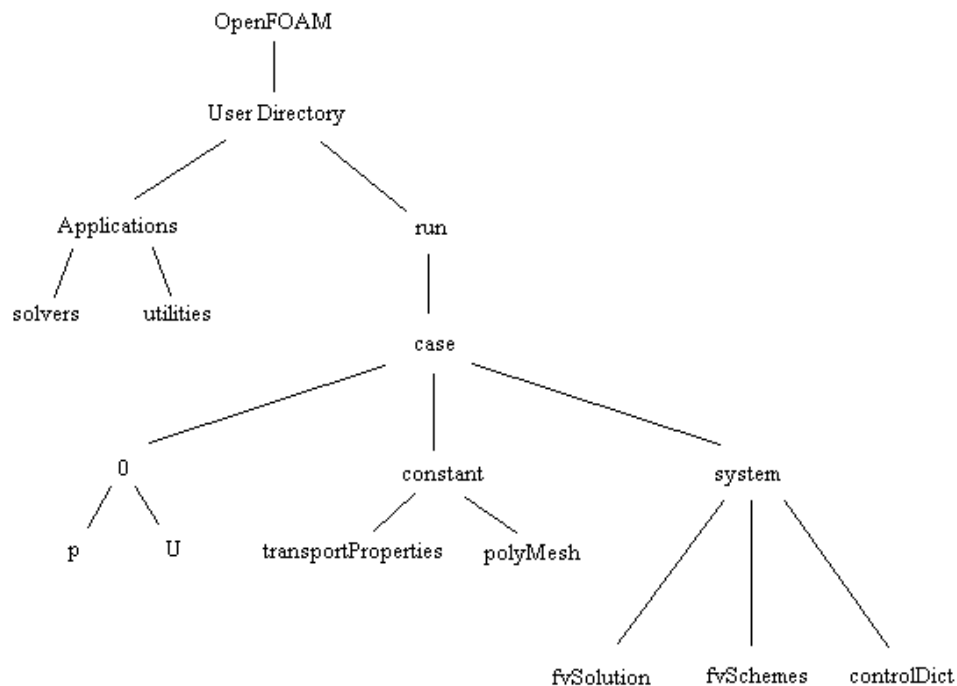 OpenFOAM
User Directory
Applications
run
solvers
utilities
case
0
constant
system
p
U
transportProperties
polyMesh
fvSolution
fvSchemes
controlDict